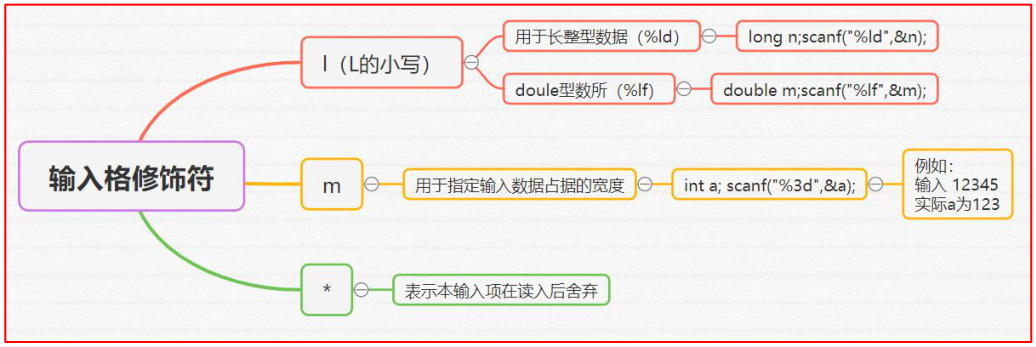 输入格修饰符
l（L的小写）
用于长整型数据（%ld）
long n;scanf("%ld",&n);
doule型数所（%lf)
double m;scanf("%lf",&m);
m
用于指定输入数据占据的宽度
int a; scanf("%3d",&a);
例如：
输入 12345
实际a为123
*
表示本输入项在读入后舍弃